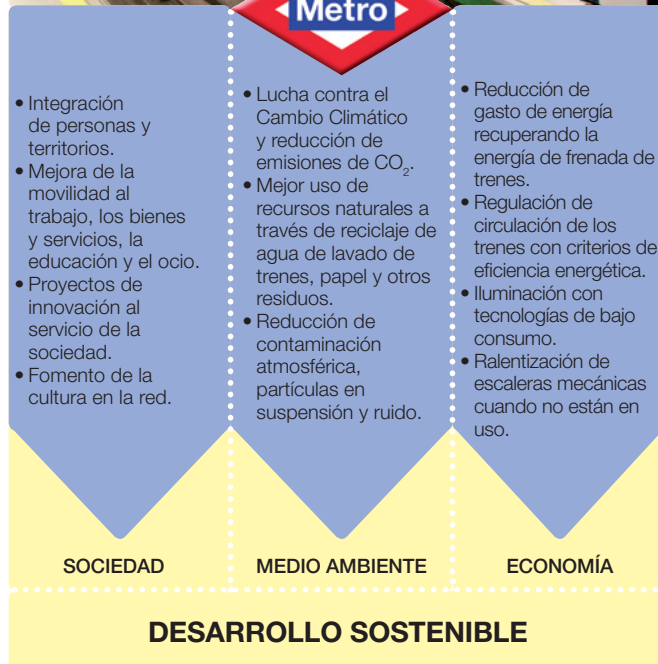 Metro
• Integración
de personas y
territorios.
• Mejora de la
movilidad al
trabajo, los bienes
y servicios, la
educación y el ocio.
• Proyectos de
innovación al
servicio de la
sociedad.
• Fomento de la
cultura en la red.
• Lucha contra el
Cambio Climático
y reducción de
emisiones de CO₂.
• Mejor uso de
recursos naturales a
través de reciclaje de
agua de lavado de
trenes, papel y otros
residuos.
• Reducción de
contaminación
atmosférica,
partículas en
suspensión y ruido.
• Reducción de
gasto de energía
recuperando la
energía de frenada de
trenes.
• Regulación de
circulación de los
trenes con criterios de
eficiencia energética.
• Iluminación con
tecnologías de bajo
consumo.
• Ralentización de
escaleras mecánicas
cuando no están en
uso.
SOCIEDAD
MEDIO AMBIENTE
ECONOMÍA
DESARROLLO SOSTENIBLE